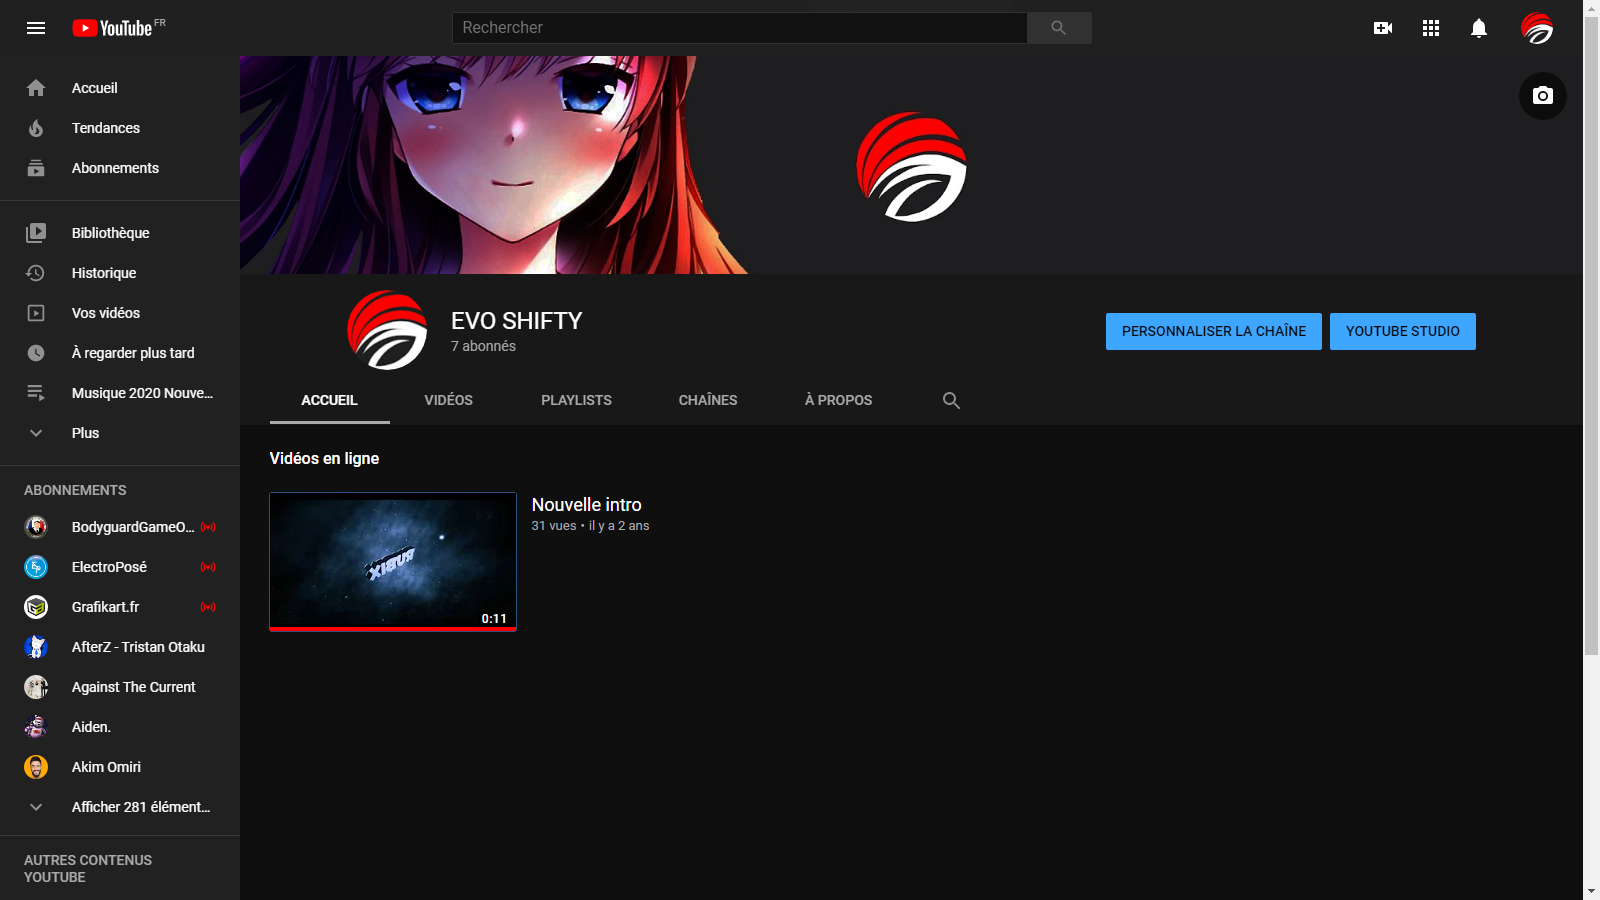 YouTube FR
Rechercher
Accueil
Tendances
Abonnements
Bibliothèque
Historique
Vos vidéos
À regarder plus tard
Musique 2020 Nouve...
Plus
ABONNEMENTS
BodyguardGameO...
ElectroPosé
Grafikart.fr
AfterZ - Tristan Otaku
Against The Current
Aiden.
Akim Omiri
Afficher 281 élément...
AUTRES CONTENUS
YOUTUBE
EVO SHIFTY
7 abonnés
PERSONNALISER LA CHAÎNE
YOUTUBE STUDIO
ACCUEIL
VIDÉOS
PLAYLISTS
CHAÎNES
À PROPOS
Vidéos en ligne
RUBIX
0:11
Nouvelle intro
31 vues • il y a 2 ans